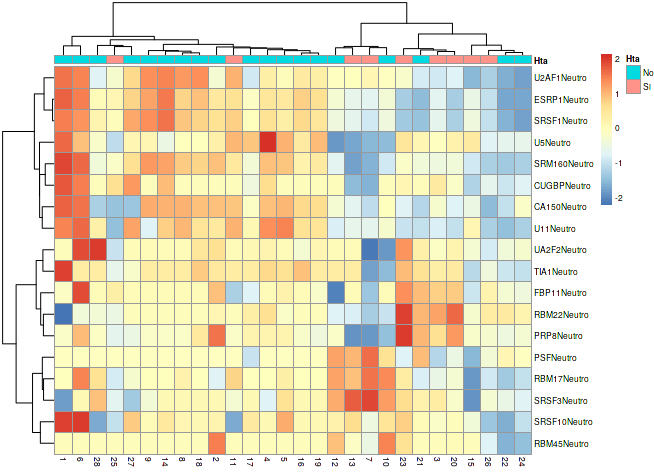 Hta
U2AF1Neutro
ESRP1Neutro
SRSF1Neutro
U5Neutro
SRM160Neutro
CUGBPNeutro
CA150Neutro
U11Neutro
UA2F2Neutro
TIA1Neutro
FBP11Neutro
RBM22Neutro
PRP8Neutro
PSFNeutro
RBM17Neutro
SRSF3Neutro
SRSF10Neutro
RBM45Neutro
1 6 28 25 27 9 14 8 18 2 11 17 4 5 16 19 12 13 7 10 23 21 3 20 15 26 22 24
2
1
0
-1
-2
Hta
No
SI